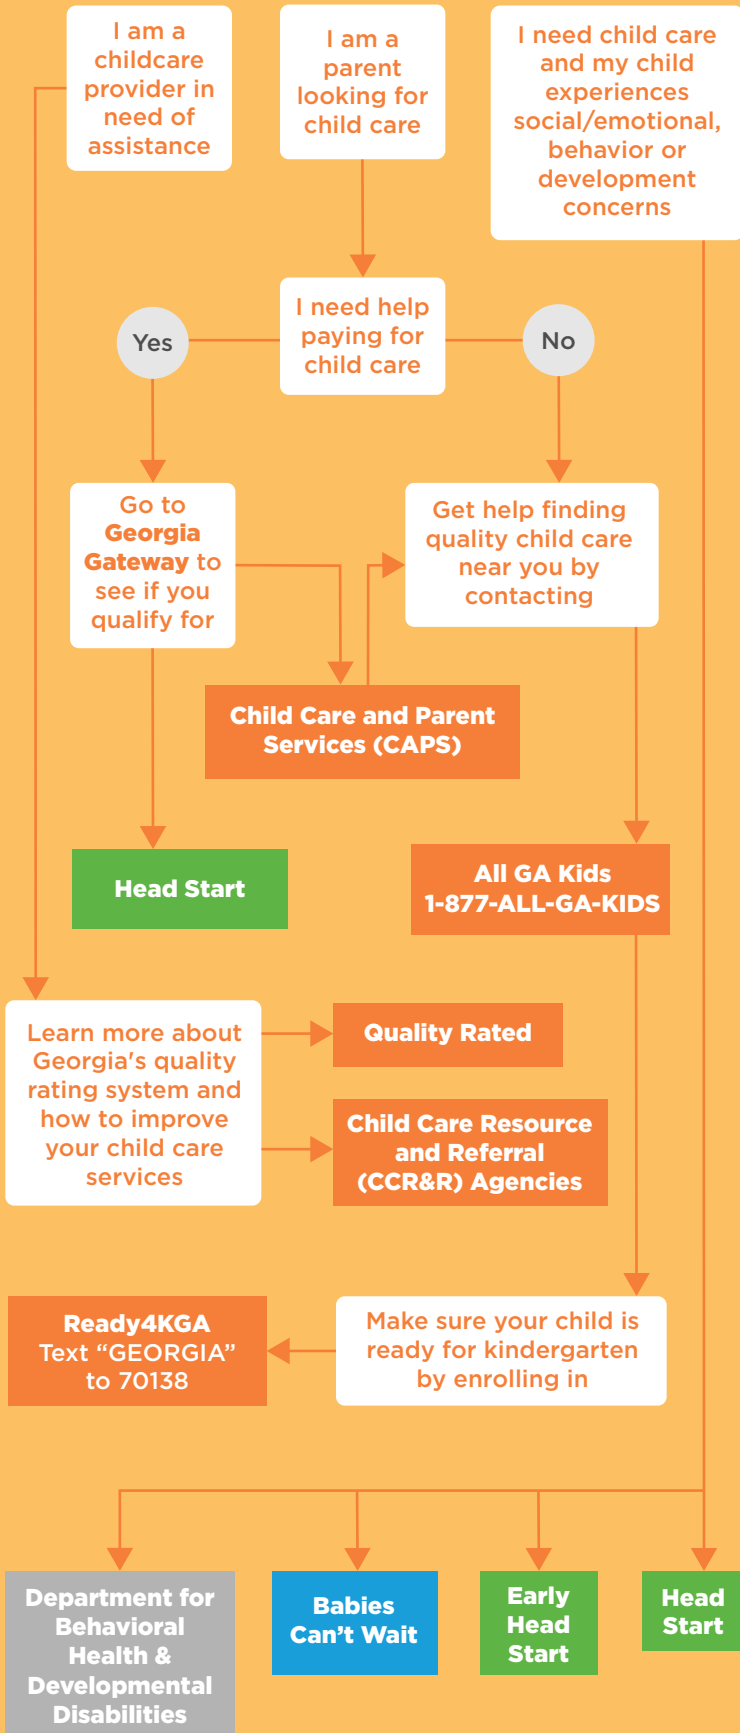 I am a
childcare
provider in
need of
assistance
I am a
parent
looking for
child care
I need child care
and my child
experiences
social/emotional,
behavior or
development
concerns
I need help
paying for
child care
Yes
No
Go to
Georgia
Gateway to
see if you
qualify for
Get help finding
quality child care
near you by
contacting
Child Care and Parent
Services (CAPS)
Head Start
All GA Kids
1-877-ALL-GA-KIDS
Learn more about
Georgia's quality
rating system and
how to improve
your child care
services
Quality Rated
Child Care Resource
and Referral
(CCR&R) Agencies
Make sure your child is
ready for kindergarten
by enrolling in
Ready4KGA
Text “GEORGIA”
to 70138
Department for
Behavioral
Health &
Developmental
Disabilities
Babies
Can’t Wait
Early
Head
Start
Head
Start